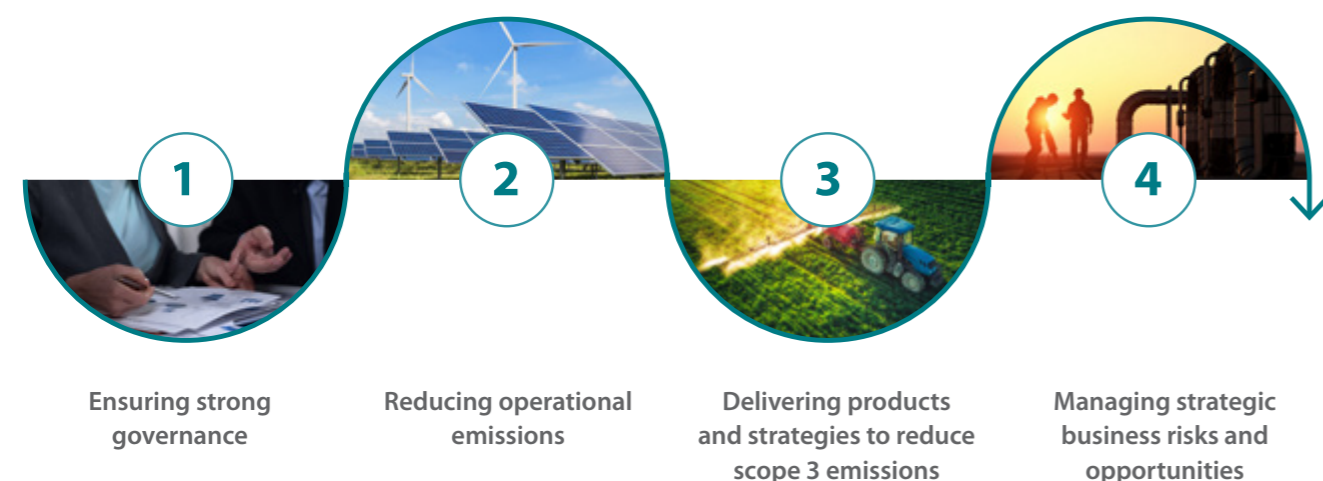 1
2
3
4
Ensuring strong
governance
Reducing operational
emissions
Delivering products
and strategies to reduce
scope 3 emissions
Managing strategic
business risks and
opportunities